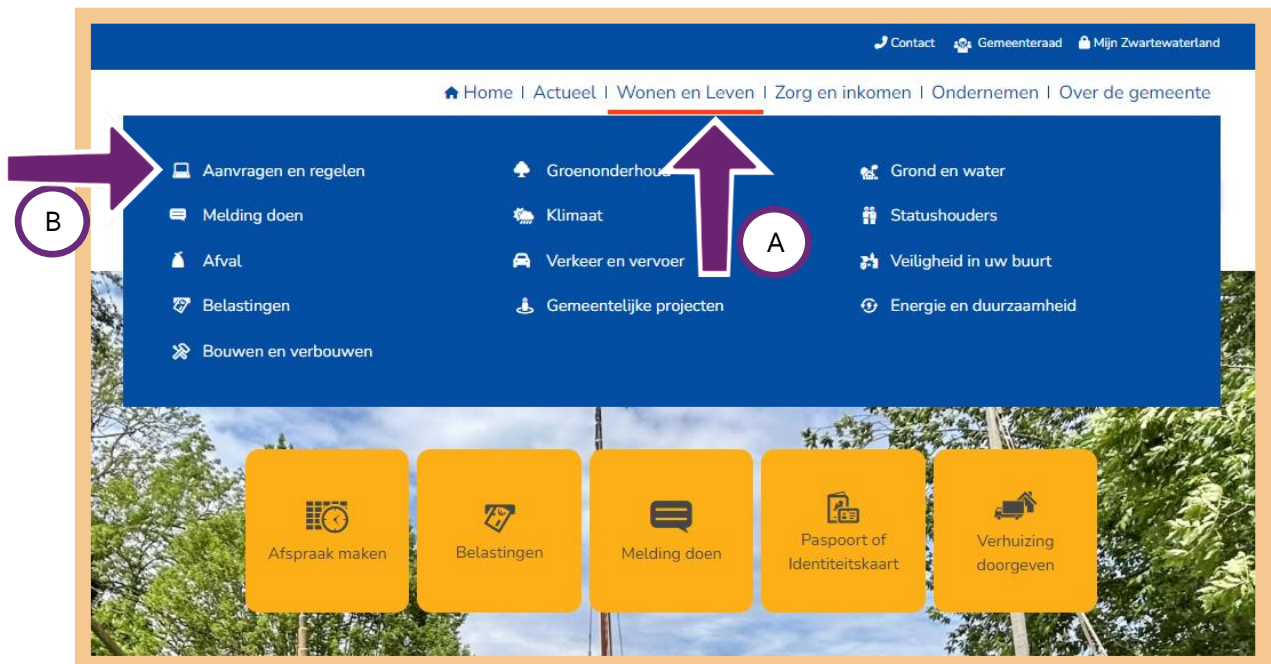 Contact Gemeenteraad Mijn Zwartewaterland
Home | Actueel | Wonen en Leven | Zorg en inkomen | Ondernemen | Over de gemeente
Aanvragen en regelen
Melding doen
Afval
Belastingen
Bouwen en verbouwen
Groenonderhoud
Klimaat
Verkeer en vervoer
Gemeentelijke projecten
Grond en water
Statushouders
Veiligheid in uw buurt
Energie en duurzaamheid
B
A
Afspraak maken
Belastingen
Melding doen
Paspoort of
Identiteitskaart
Verhuizing
doorgeven